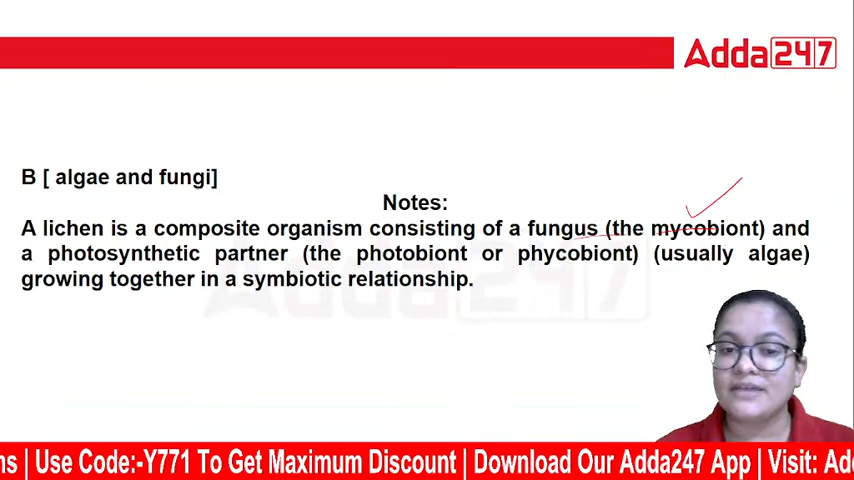 Adda247
B [ algae and fungi]
Notes:
A lichen is a composite organism consisting of a fungus (the mycobiont) and
a photosynthetic partner (the photobiont or phycobiont) (usually algae)
growing together in a symbiotic relationship.
Adda247
ns | Use Code:-Y771 To Get Maximum Discount | Download Our Adda247 App | Visit: Add